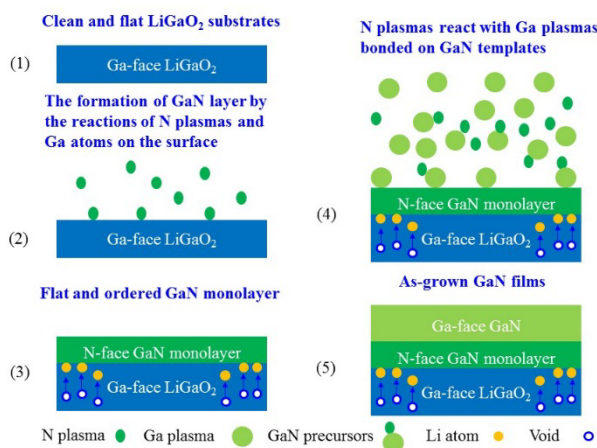 Clean and flat LiGaO₂ substrates
(1)
Ga-face LiGaO₂
The formation of GaN layer by
the reactions of N plasmas and
Ga atoms on the surface
(2)
Ga-face LiGaO₂
Flat and ordered GaN monolayer
(3)
N-face GaN monolayer
Ga-face LiGaO₂
N plasmas react with Ga plasmas
bonded on GaN templates
N-face GaN monolayer
(4)
Ga-face LiGaO₂
As-grown GaN films
Ga-face GaN
N-face GaN monolayer
(5)
Ga-face LiGaO₂
N plasma Ga plasma GaN precursors Li atom Void